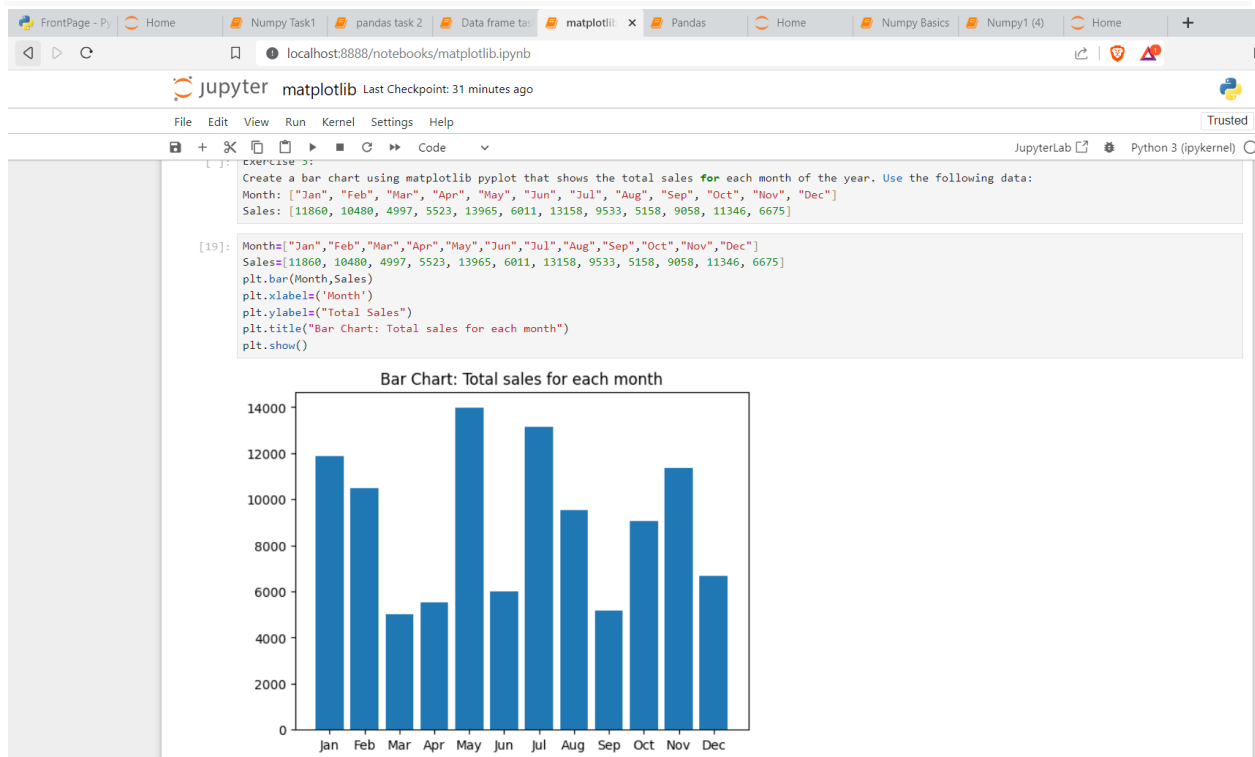 FrontPage - Py Home Numpy Task1 pandas task 2 Data frame tas matplotlib Pandas Home Numpy Basics Numpy1 (4) Home
localhost:8888/notebooks/matplotlib.ipynb
jupyter matplotlib Last Checkpoint: 31 minutes ago
File Edit View Run Kernel Settings Help Trusted
Code JupyterLab Python 3 (ipykernel)
[ ]: Exercise 5:
Create a bar chart using matplotlib pyplot that shows the total sales for each month of the year. Use the following data:
Month: ["Jan", "Feb", "Mar", "Apr", "May", "Jun", "Jul", "Aug", "Sep", "Oct", "Nov", "Dec"]
Sales: [11860, 10480, 4997, 5523, 13965, 6011, 13158, 9533, 5158, 9058, 11346, 6675]
[19]: Month=["Jan","Feb","Mar","Apr","May","Jun","Jul","Aug","Sep","Oct","Nov","Dec"]
Sales=[11860, 10480, 4997, 5523, 13965, 6011, 13158, 9533, 5158, 9058, 11346, 6675]
plt.bar(Month,Sales)
plt.xlabel=('Month')
plt.ylabel=("Total Sales")
plt.title("Bar Chart: Total sales for each month")
plt.show()
Bar Chart: Total sales for each month
14000
12000
10000
8000
6000
4000
2000
0
Jan Feb Mar Apr May Jun Jul Aug Sep Oct Nov Dec